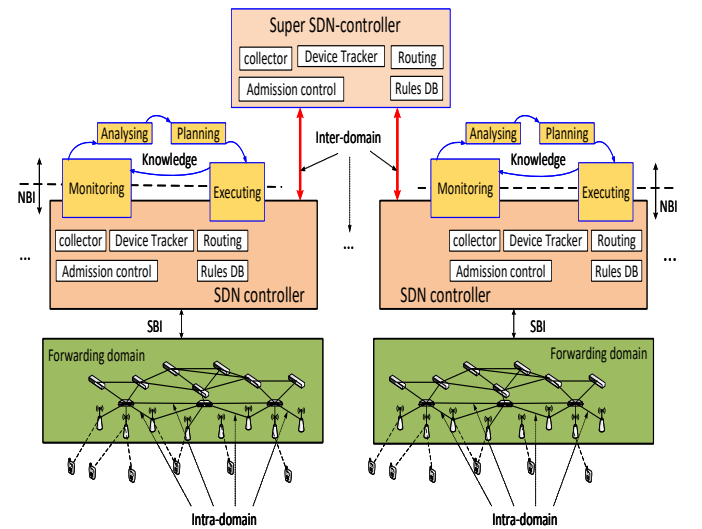 Super SDN-controller
collector
Device Tracker
Routing
Admission control
Rules DB
Analysing
Planning
Knowledge
Monitoring
Executing
NBI
Inter-domain
Analysing
Planning
Knowledge
Monitoring
Executing
NBI
...
collector
Device Tracker
Routing
Admission control
Rules DB
SDN controller
...
collector
Device Tracker
Routing
Admission control
Rules DB
SDN controller
...
SBI
SBI
Forwarding domain
Forwarding domain
Intra-domain
Intra-domain